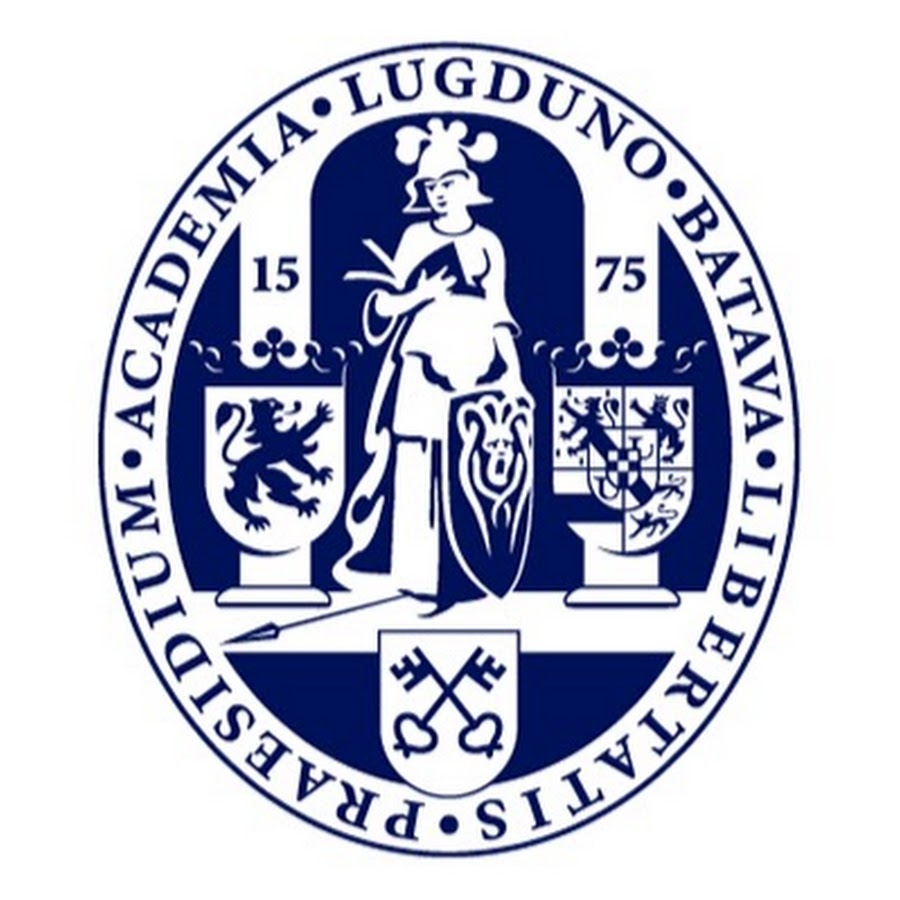 ACADEMIA • LUGDUNO • BATAVA • LIBERTATIS • PRAESIDIUM •
15 75